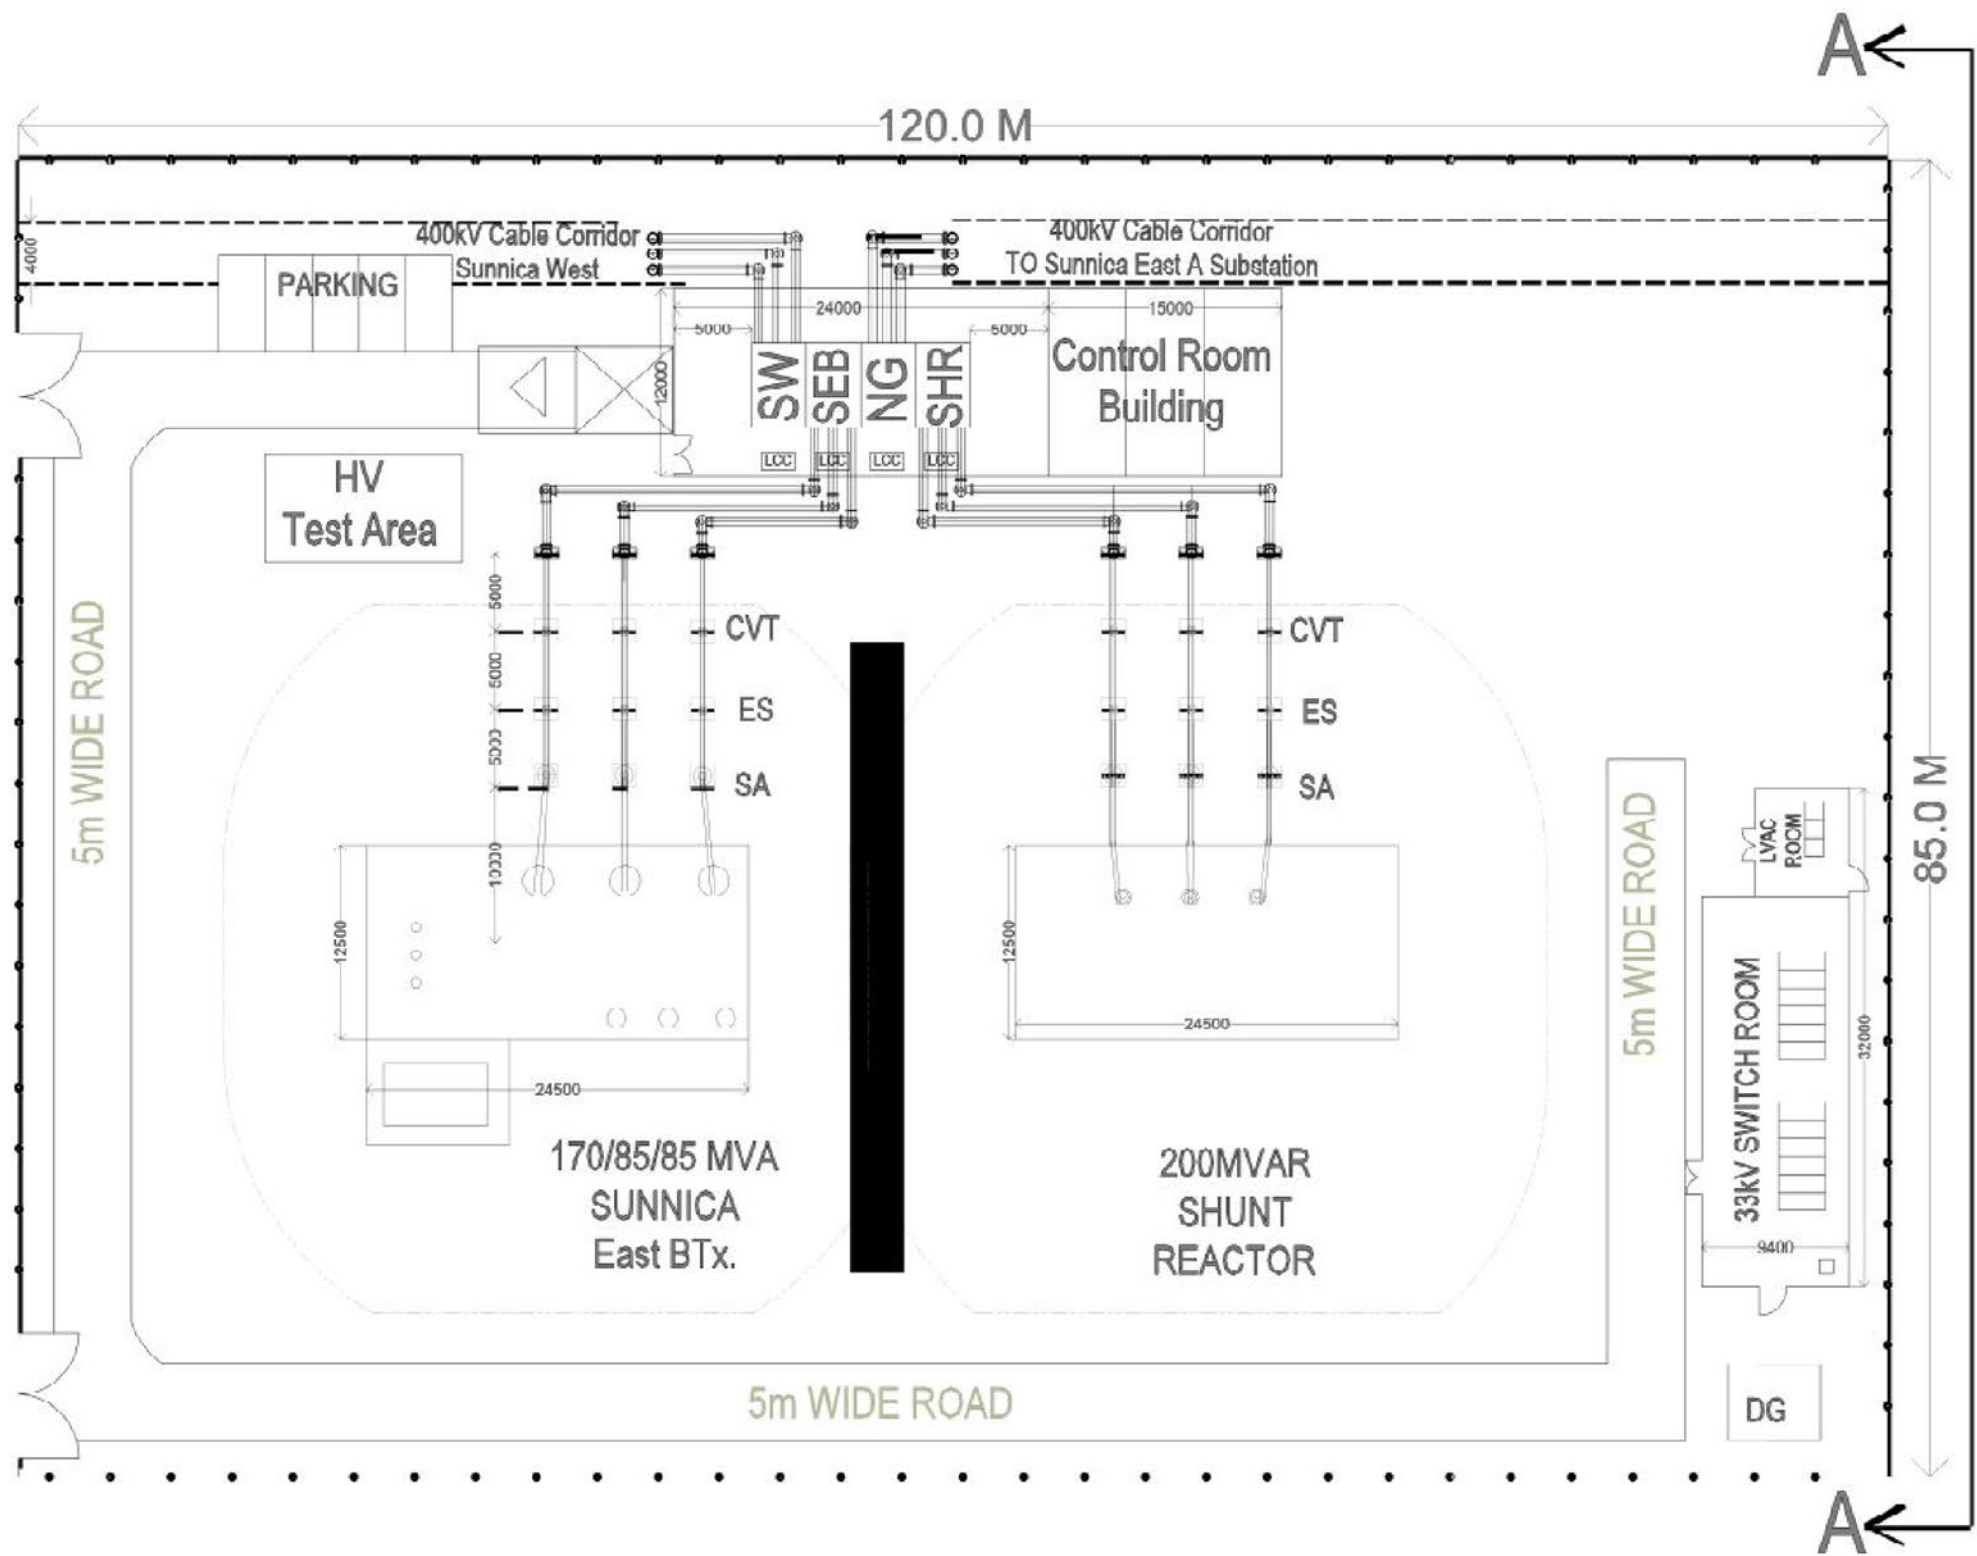 A
120.0 M
400kV Cable Corridor
Sunnica West
400kV Cable Corridor
TO Sunnica East A Substation
4000
PARKING
24000
15000
5000
5000
12000
SW
SEB
NG
SHR
Control Room
Building
LCC
LCC
LCC
LCC
HV
Test Area
5000
5000
5000
10000
CVT
ES
SA
CVT
ES
SA
5m WIDE ROAD
12500
24500
170/85/85 MVA
SUNNICA
East BTx.
12500
24500
200MVAR
SHUNT
REACTOR
5m WIDE ROAD
LVAC
ROOM
33kV SWITCH ROOM
32000
9400
85.0 M
5m WIDE ROAD
DG
A